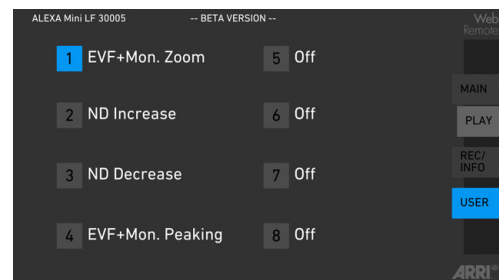 ALEXA Mini LF 30005 -- BETA VERSION -- Web
Remote
1 EVF+Mon. Zoom 5 Off
2 ND Increase 6 Off
3 ND Decrease 7 Off
4 EVF+Mon. Peaking 8 Off
MAIN
PLAY
REC/
INFO
USER
ARRI